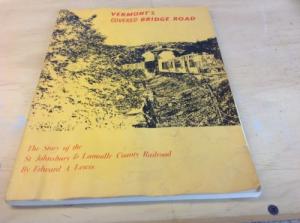 VERMONT'S
COVERED BRIDGE ROAD
The Story of the
St Johnsbury & Lamoille County Railroad
By Edward A Lewis